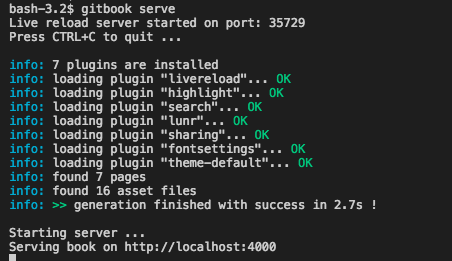 bash-3.2$ gitbook serve
Live reload server started on port: 35729
Press CTRL+C to quit ...
info: 7 plugins are installed
info: loading plugin "livereload"... OK
info: loading plugin "highlight"... OK
info: loading plugin "search"... OK
info: loading plugin "lunr"... OK
info: loading plugin "sharing"... OK
info: loading plugin "fontsettings"... OK
info: loading plugin "theme-default"... OK
info: found 7 pages
info: found 16 asset files
info: >> generation finished with success in 2.7s !
Starting server ...
Serving book on http://localhost:4000